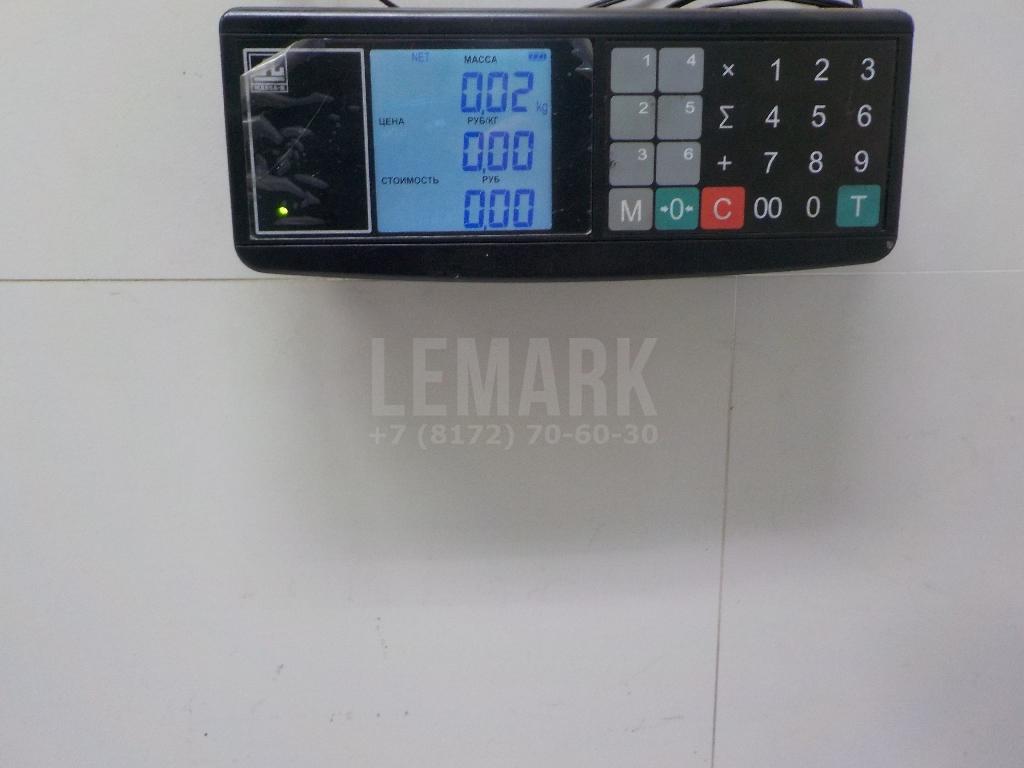 МАССА-К
NET МАССА
0,02 kg
ЦЕНА РУБ/КГ
0,00
СТОИМОСТЬ РУБ
0,00
1 4 × 1 2 3
2 5 Σ 4 5 6
3 6 + 7 8 9
M →0← C 00 0 T
LEMARK
+7 (8172) 70-60-30